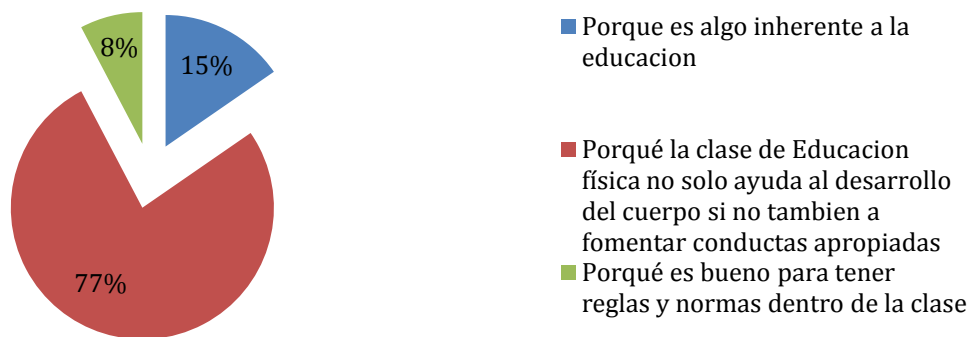 8%
15%
77%
Porque es algo inherente a la
educacion
Porqué la clase de Educacion
física no solo ayuda al desarrollo
del cuerpo si no tambien a
fomentar conductas apropiadas
Porqué es bueno para tener
reglas y normas dentro de la clase